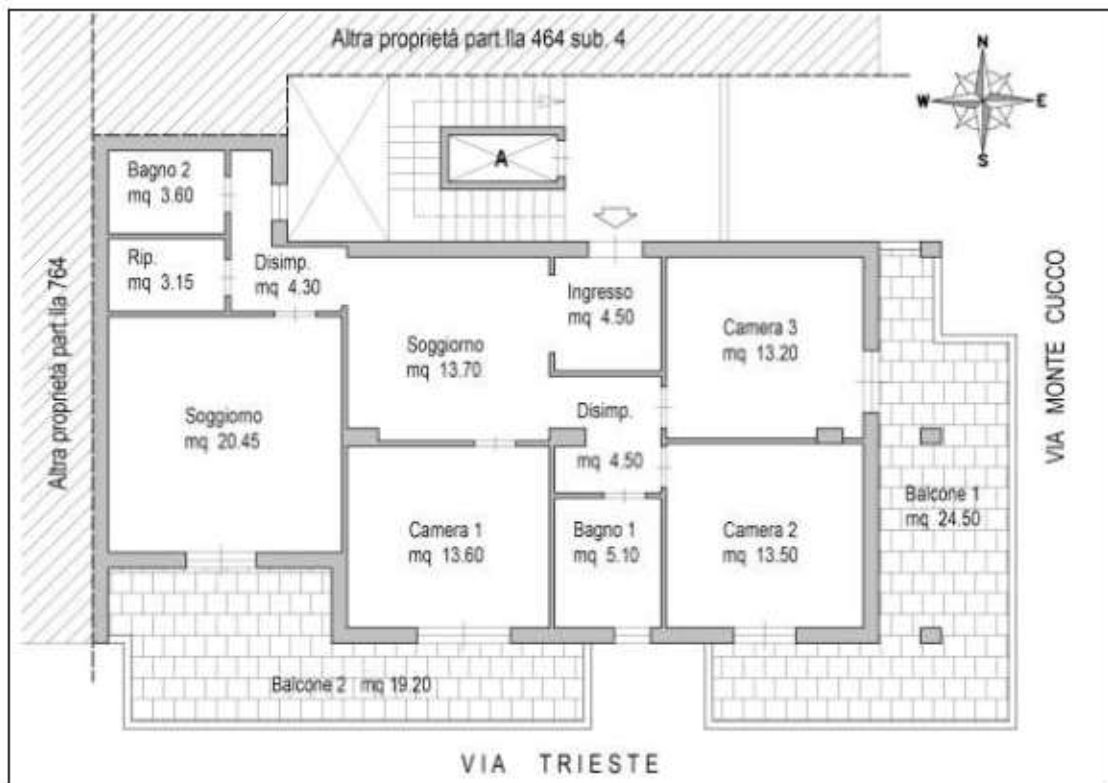 Altra proprietá part.lla 464 sub. 4
N
W
E
S
A
Bagno 2
mq 3.60
Rip.
mq 3.15
Disimp.
mq 4.30
Ingresso
mq 4.50
Camera 3
mq 13.20
Soggiorno
mq 13.70
Altra proprietá part.lla 764
VIA MONTE CUCCO
Soggiorno
mq 20.45
Disimp.
mq 4.50
Camera 1
mq 13.60
Bagno 1
mq 5.10
Camera 2
mq 13.50
Balcone 1
mq 24.50
Balcone 2 mq 19.20
VIA TRIESTE